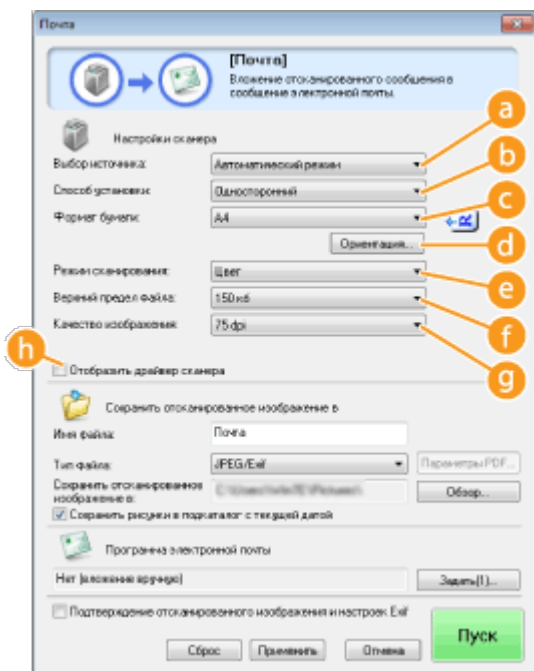 Почта
[Почта]
Вложение отсканированного сообщения в
сообщение электронной почты.
Настройки сканера
a
Выбор источника: Автоматический режим
b
Способ установки: Односторонний
c
Формат бумаги: A4
Ориентация... d
Режим сканирования: Цвет e
Верхний предел файла: 150 кб f
Качество изображения: 75 dpi
g
h
Отобразить драйвер сканера
Сохранить отсканированное изображение в
Имя файла: Почта
Тип файла: JPEG/Exif Параметры PDF...
Сохранить отсканированное
изображение в: Обзор...
Сохранить рисунки в подкаталог с текущей датой
Программа электронной почты
Нет (вложение вручную) Задать(1)...
Подтверждение отсканированного изображения и настроек Exif
Сброс Применить Отмена Пуск